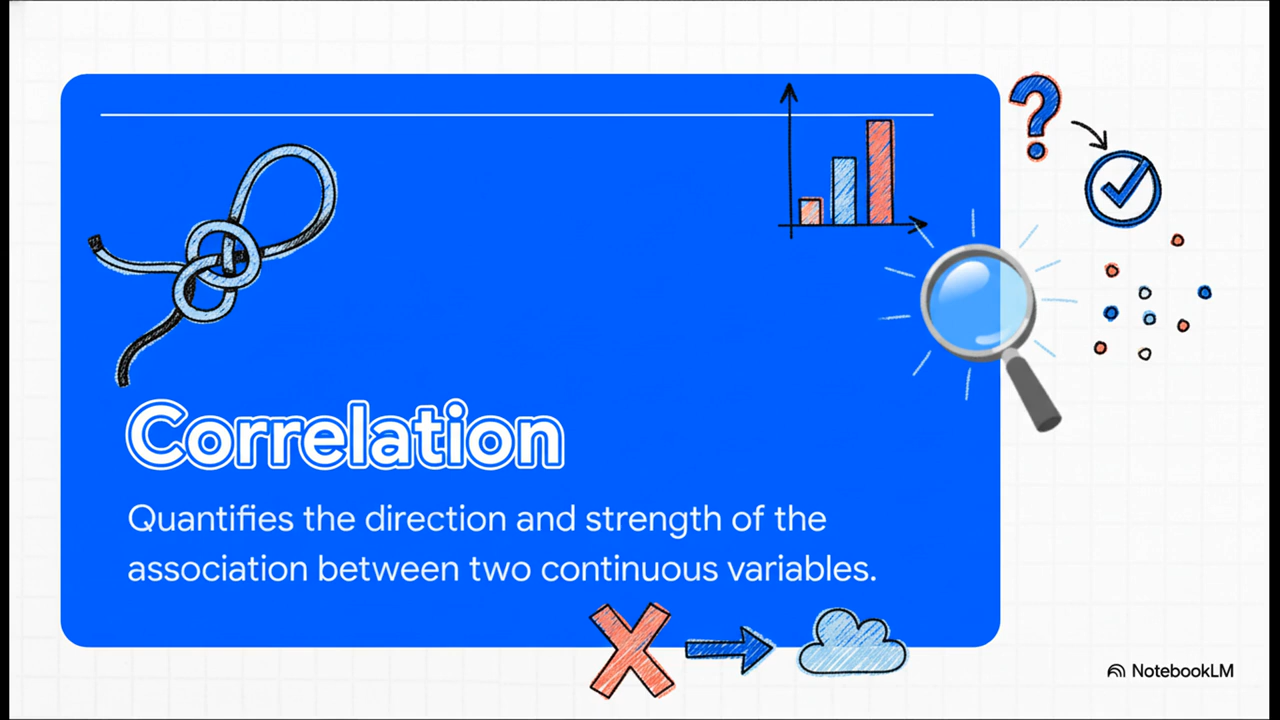 Correlation
Quantifies the direction and strength of the
association between two continuous variables.
NotebookLM